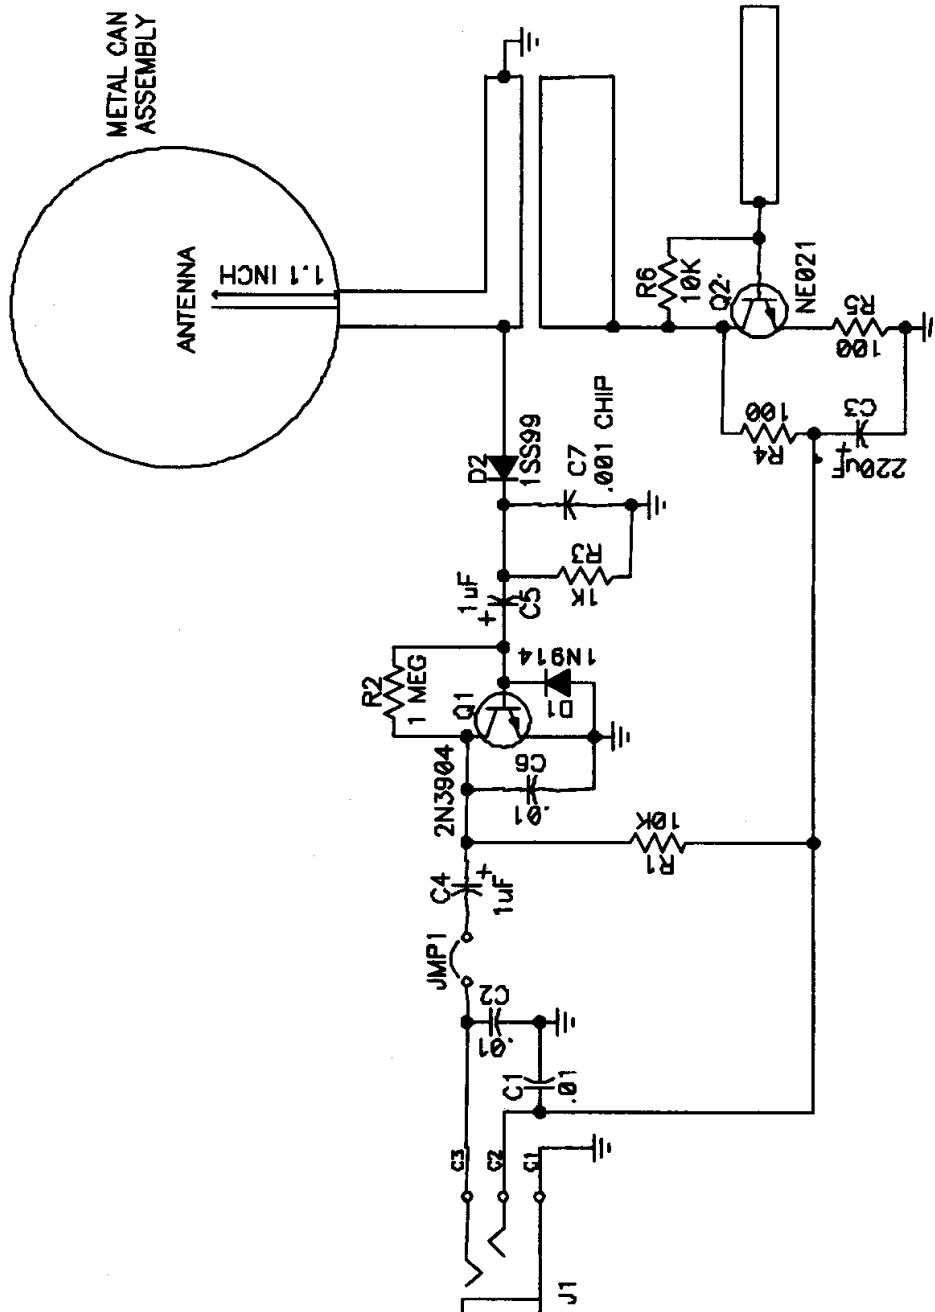 METAL CAN
ASSEMBLY
ANTENNA
1.1 INCH
R6
10K
Q2
NE021
R5
100
R4
100
C3
220uF
+
D2
1SS99
C7
.001 CHIP
R3
1K
1uF
+
C5
R2
1 MEG
Q1
1N914
D1
2N3904
C6
.01
R1
10K
C4
+
1uF
JMP1
C2
.01
C1
.01
C3
C2
C1
J1